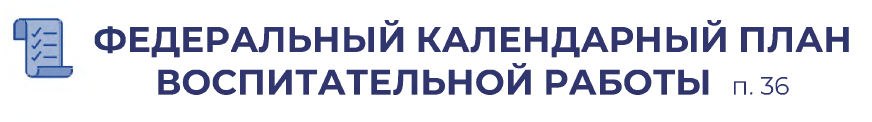 ФЕДЕРАЛЬНЫЙ КАЛЕНДАРНЫЙ ПЛАН
ВОСПИТАТЕЛЬНОЙ РАБОТЫ п. 36